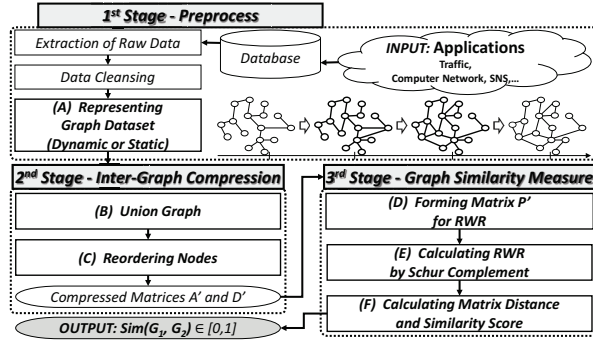 1st Stage - Preprocess
Extraction of Raw Data
Database
INPUT: Applications
Traffic,
Computer Network, SNS,...
Data Cleansing
(A) Representing
Graph Dataset
(Dynamic or Static)
2nd Stage - Inter-Graph Compression
(B) Union Graph
(C) Reordering Nodes
Compressed Matrices A' and D'
3rd Stage - Graph Similarity Measure
(D) Forming Matrix P'
for RWR
(E) Calculating RWR
by Schur Complement
(F) Calculating Matrix Distance
and Similarity Score
OUTPUT: Sim(G1, G2) ∈ [0,1]